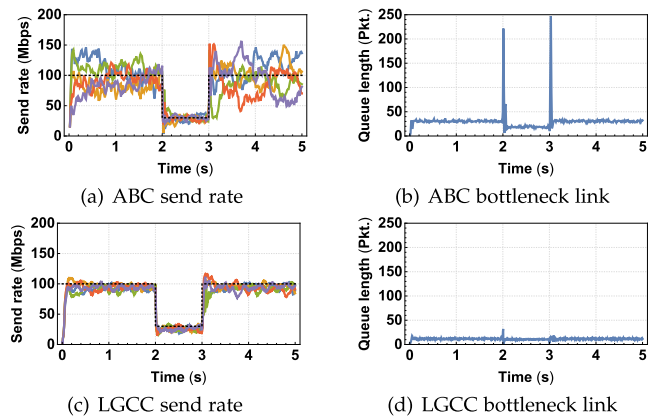 Send rate (Mbps)
200
150
100
50
0
0 1 2 3 4 5
Time (s)
(a) ABC send rate
Queue length (Pkt.)
250
200
150
100
50
0
0 1 2 3 4 5
Time (s)
(b) ABC bottleneck link
Send rate (Mbps)
200
150
100
50
0
0 1 2 3 4 5
Time (s)
(c) LGCC send rate
Queue length (Pkt.)
250
200
150
100
50
0
0 1 2 3 4 5
Time (s)
(d) LGCC bottleneck link